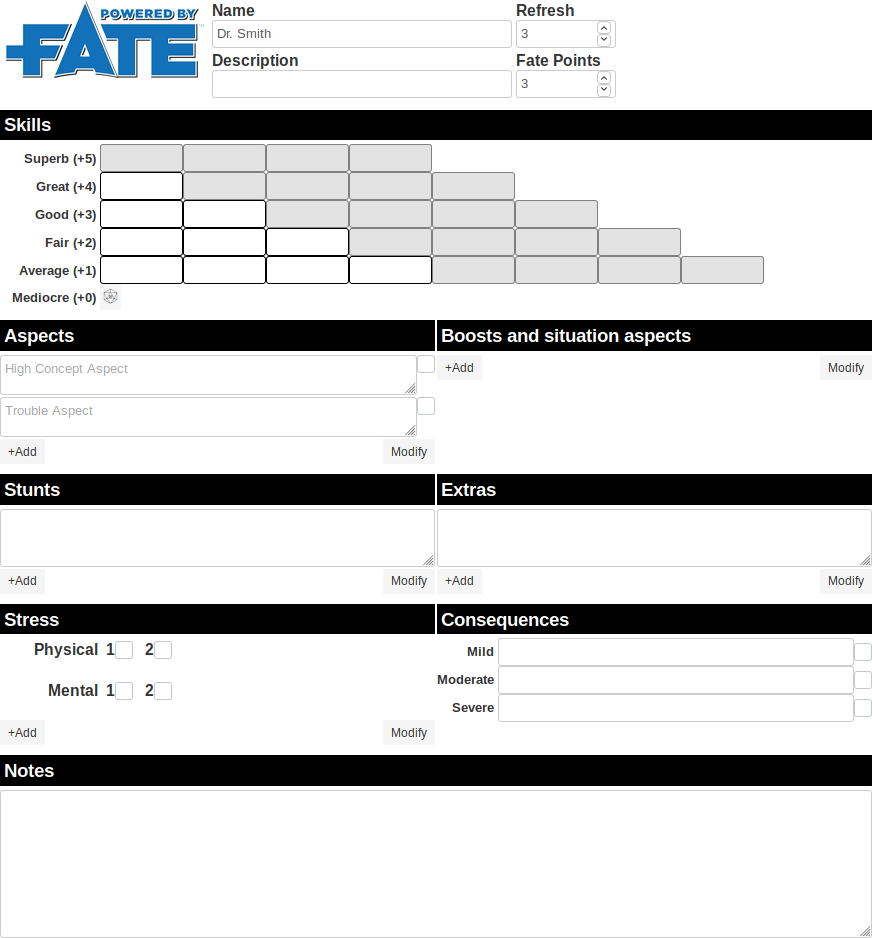 POWERED BY
FATE™
Name
Refresh
Dr. Smith
3
Description
Fate Points
3
Skills
Superb (+5)
Great (+4)
Good (+3)
Fair (+2)
Average (+1)
Mediocre (+0)
Aspects
Boosts and situation aspects
High Concept Aspect
+Add
Modify
Trouble Aspect
+Add
Modify
Stunts
Extras
+Add
Modify
+Add
Modify
Stress
Consequences
Physical 1 2
Mild
Moderate
Mental 1 2
Severe
+Add
Modify
Notes